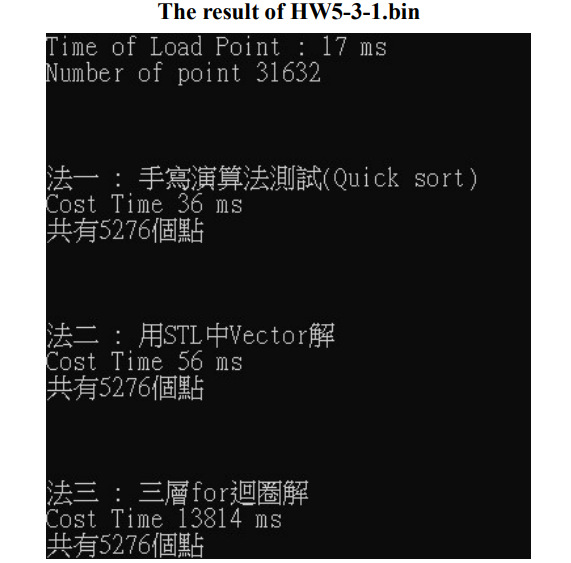 The result of HW5-3-1.bin
Time of Load Point : 17 ms
Number of point 31632
法一 : 手寫演算法測試(Quick sort)
Cost Time 36 ms
共有5276個點
法二 : 用STL中Vector解
Cost Time 56 ms
共有5276個點
法三 : 三層for迴圈解
Cost Time 13814 ms
共有5276個點